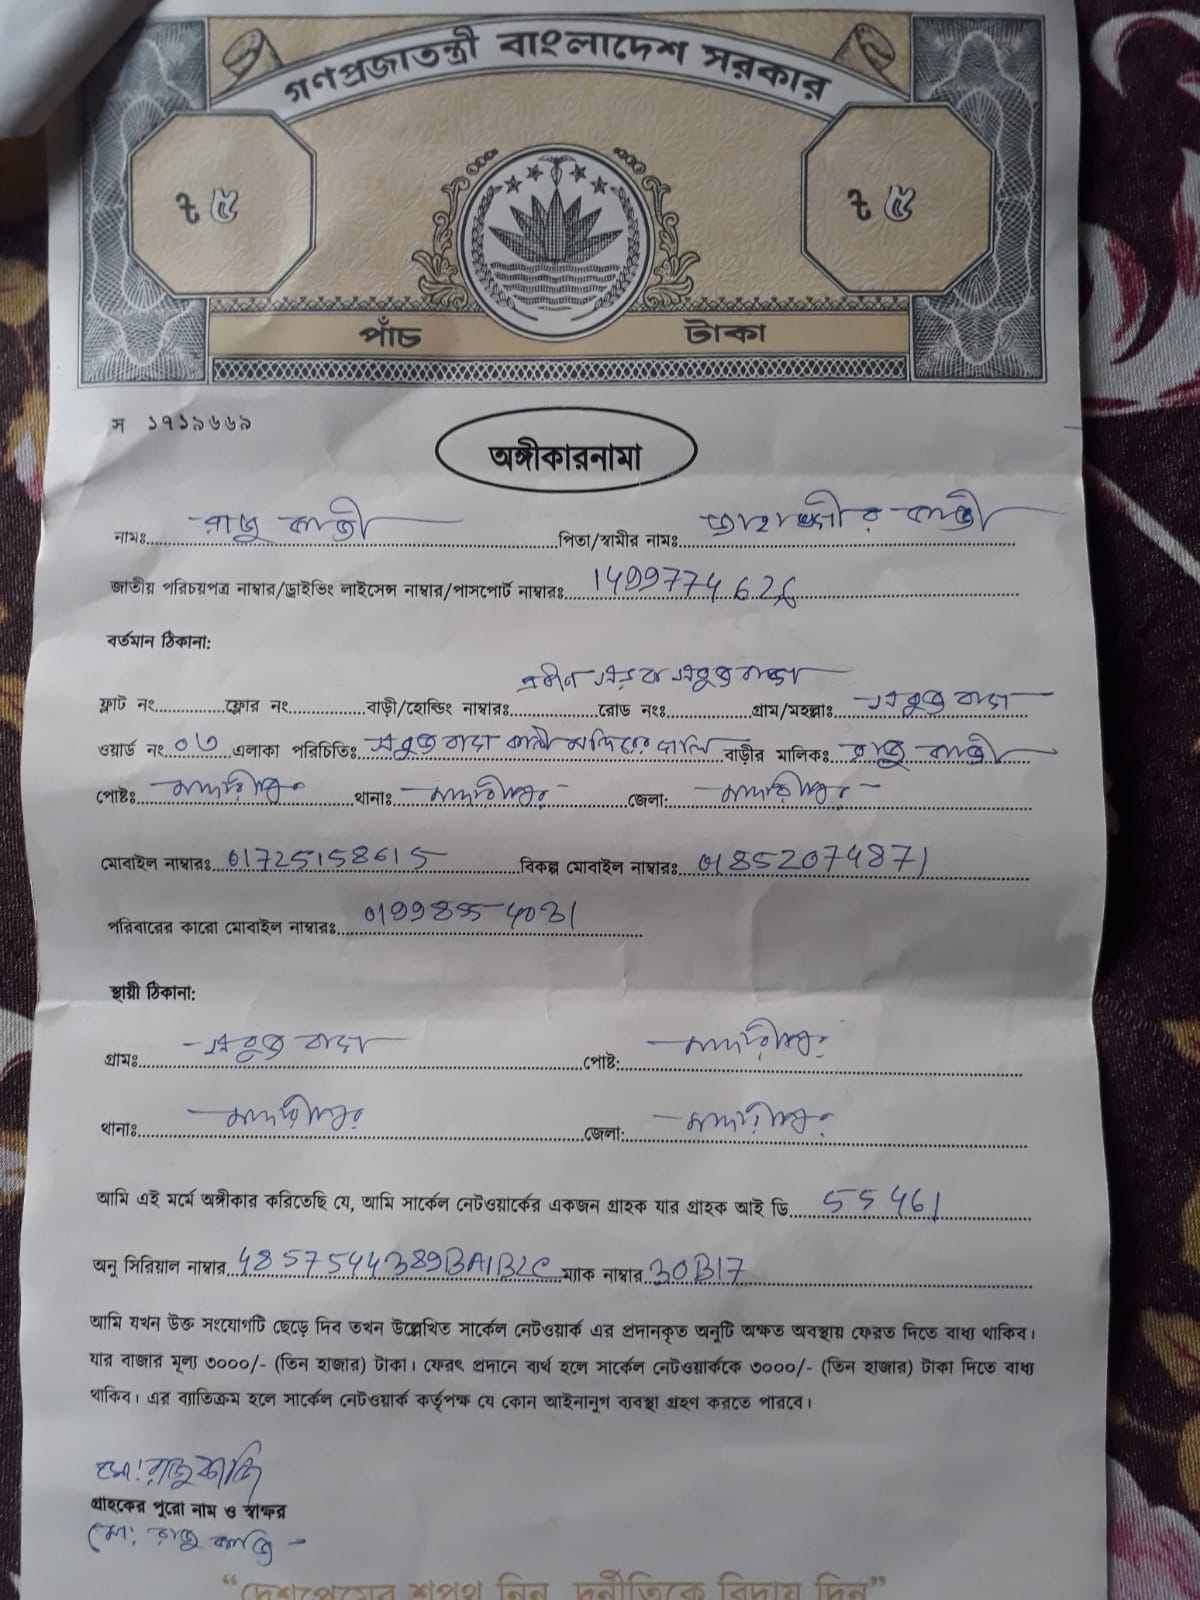 গণপ্রজাতন্ত্রী বাংলাদেশ সরকার
৳ ৫ ৳ ৫
পাঁচ টাকা
স ১৭১৯৬৬৯
অঙ্গীকারনামা
নামঃ রাজু কাজী পিতা/স্বামীর নামঃ জাহাঙ্গীর কাজী
জাতীয় পরিচয়পত্র নাম্বার/ড্রাইভিং লাইসেন্স নাম্বার/পাসপোর্ট নাম্বারঃ
বর্তমান ঠিকানা:
ফ্লাট নং ফ্লোর নং বাড়ী/হোল্ডিং নাম্বারঃ রোড নংঃ গ্রাম/মহল্লাঃ
ওয়ার্ড নং এলাকা পরিচিতিঃ বাড়ীর মালিকঃ রাজু কাজী
পোষ্টঃ মাদারীপুর থানাঃ মাদারীপুর জেলা: মাদারীপুর
মোবাইল নাম্বারঃ 01725158615 বিকল্প মোবাইল নাম্বারঃ 01852074871
পরিবারের কারো মোবাইল নাম্বারঃ
স্থায়ী ঠিকানা:
গ্রামঃ পোষ্ট: মাদারীপুর
থানাঃ মাদারীপুর জেলা: মাদারীপুর
আমি এই মর্মে অঙ্গীকার করিতেছি যে, আমি সার্কেল নেটওয়ার্কের একজন গ্রাহক যার গ্রাহক আই ডি 55461
অনু সিরিয়াল নাম্বার 4857544389BA1B2C ম্যাক নাম্বার 30B17
আমি যখন উক্ত সংযোগটি ছেড়ে দিব তখন উল্লেখিত সার্কেল নেটওয়ার্ক এর প্রদানকৃত অনুটি অক্ষত অবস্থায় ফেরত দিতে বাধ্য থাকিব।
যার বাজার মূল্য ৩০০০/- (তিন হাজার) টাকা। ফেরৎ প্রদানে ব্যর্থ হলে সার্কেল নেটওয়ার্ককে ৩০০০/- (তিন হাজার) টাকা দিতে বাধ্য
থাকিব। এর ব্যাতিক্রম হলে সার্কেল নেটওয়ার্ক কর্তৃপক্ষ যে কোন আইনানুগ ব্যবস্থা গ্রহণ করতে পারবে।
মো: রাজু কাজি
গ্রাহকের পুরো নাম ও স্বাক্ষর
মো: রাজু কাজি
“দেশপ্রেমের শপথ নিন, দুর্নীতিকে বিদায় দিন”